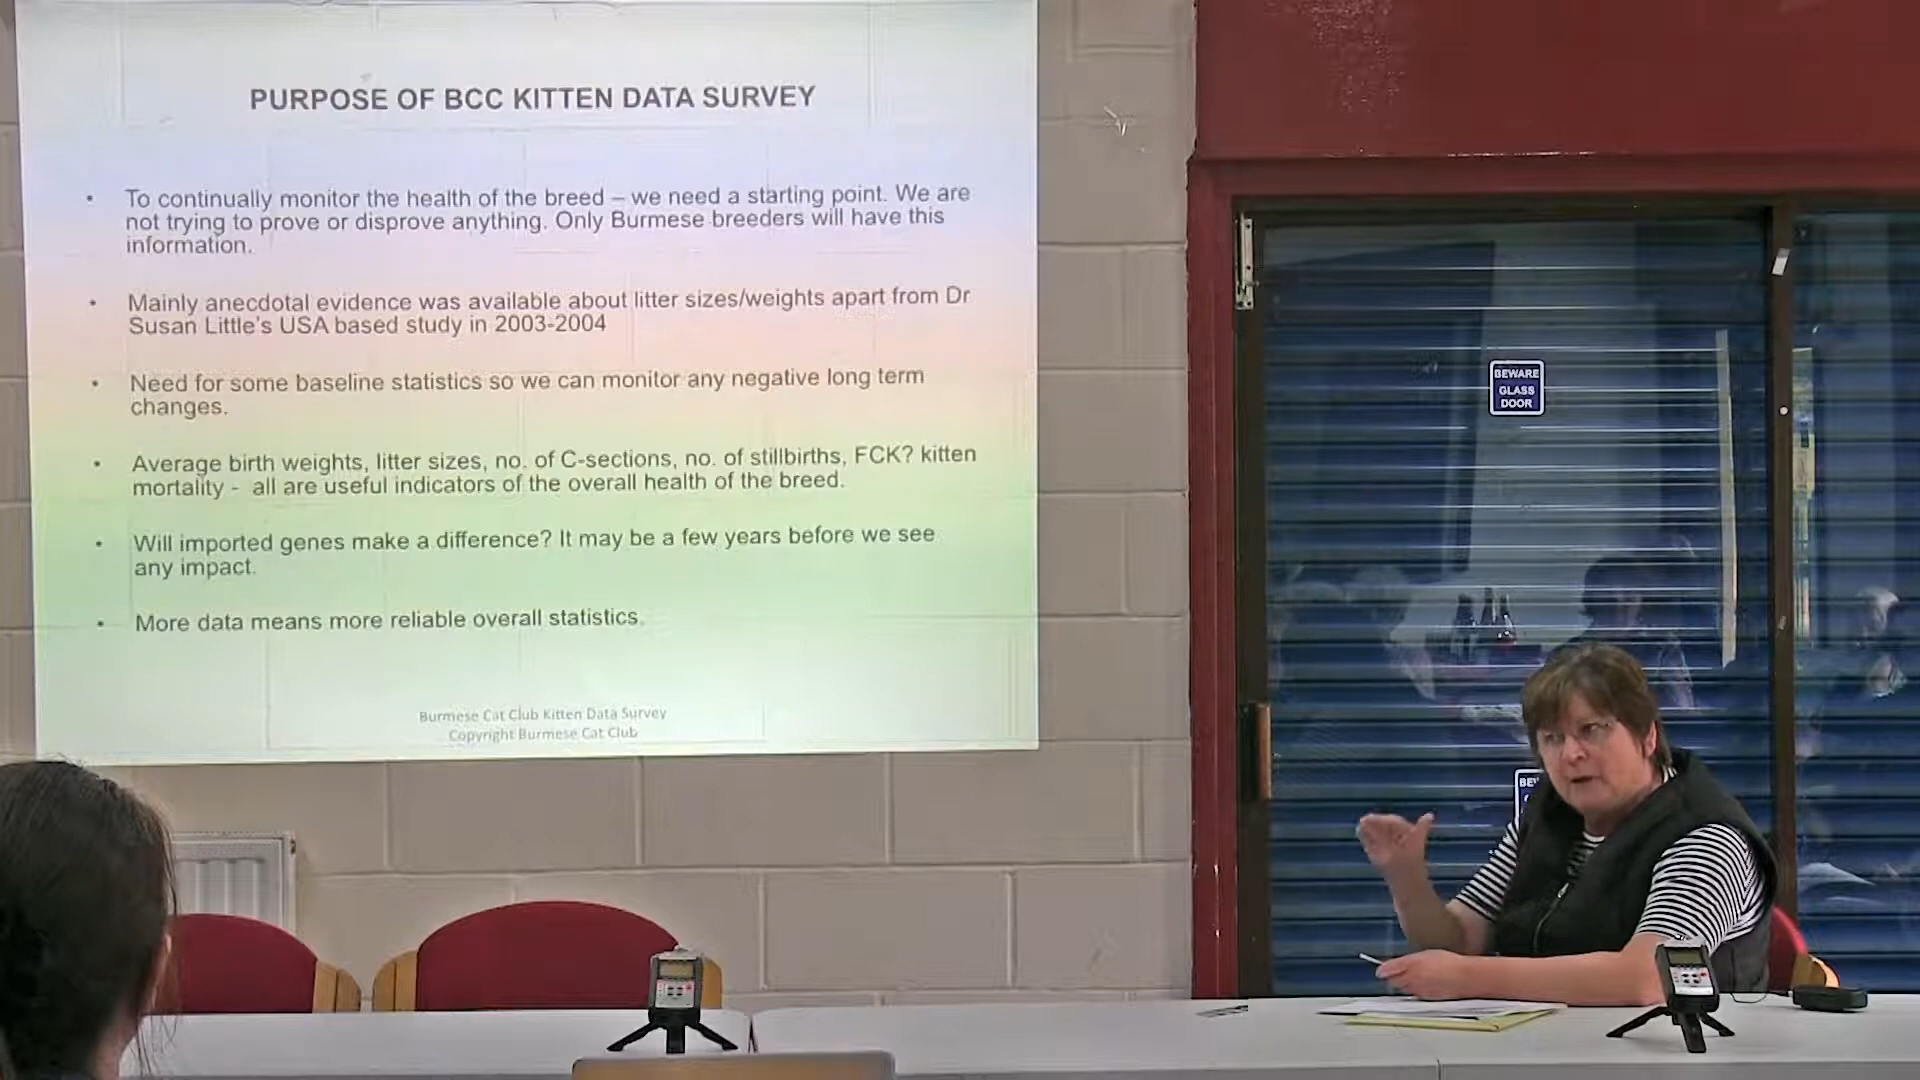 PURPOSE OF BCC KITTEN DATA SURVEY
• To continually monitor the health of the breed – we need a starting point. We are
not trying to prove or disprove anything. Only Burmese breeders will have this
information.
• Mainly anecdotal evidence was available about litter sizes/weights apart from Dr
Susan Little's USA based study in 2003-2004
• Need for some baseline statistics so we can monitor any negative long term
changes.
• Average birth weights, litter sizes, no. of C-sections, no. of stillbirths, FCK? kitten
mortality - all are useful indicators of the overall health of the breed.
• Will imported genes make a difference? It may be a few years before we see
any impact.
• More data means more reliable overall statistics.
Burmese Cat Club Kitten Data Survey
Copyright Burmese Cat Club
BEWARE
GLASS
DOOR